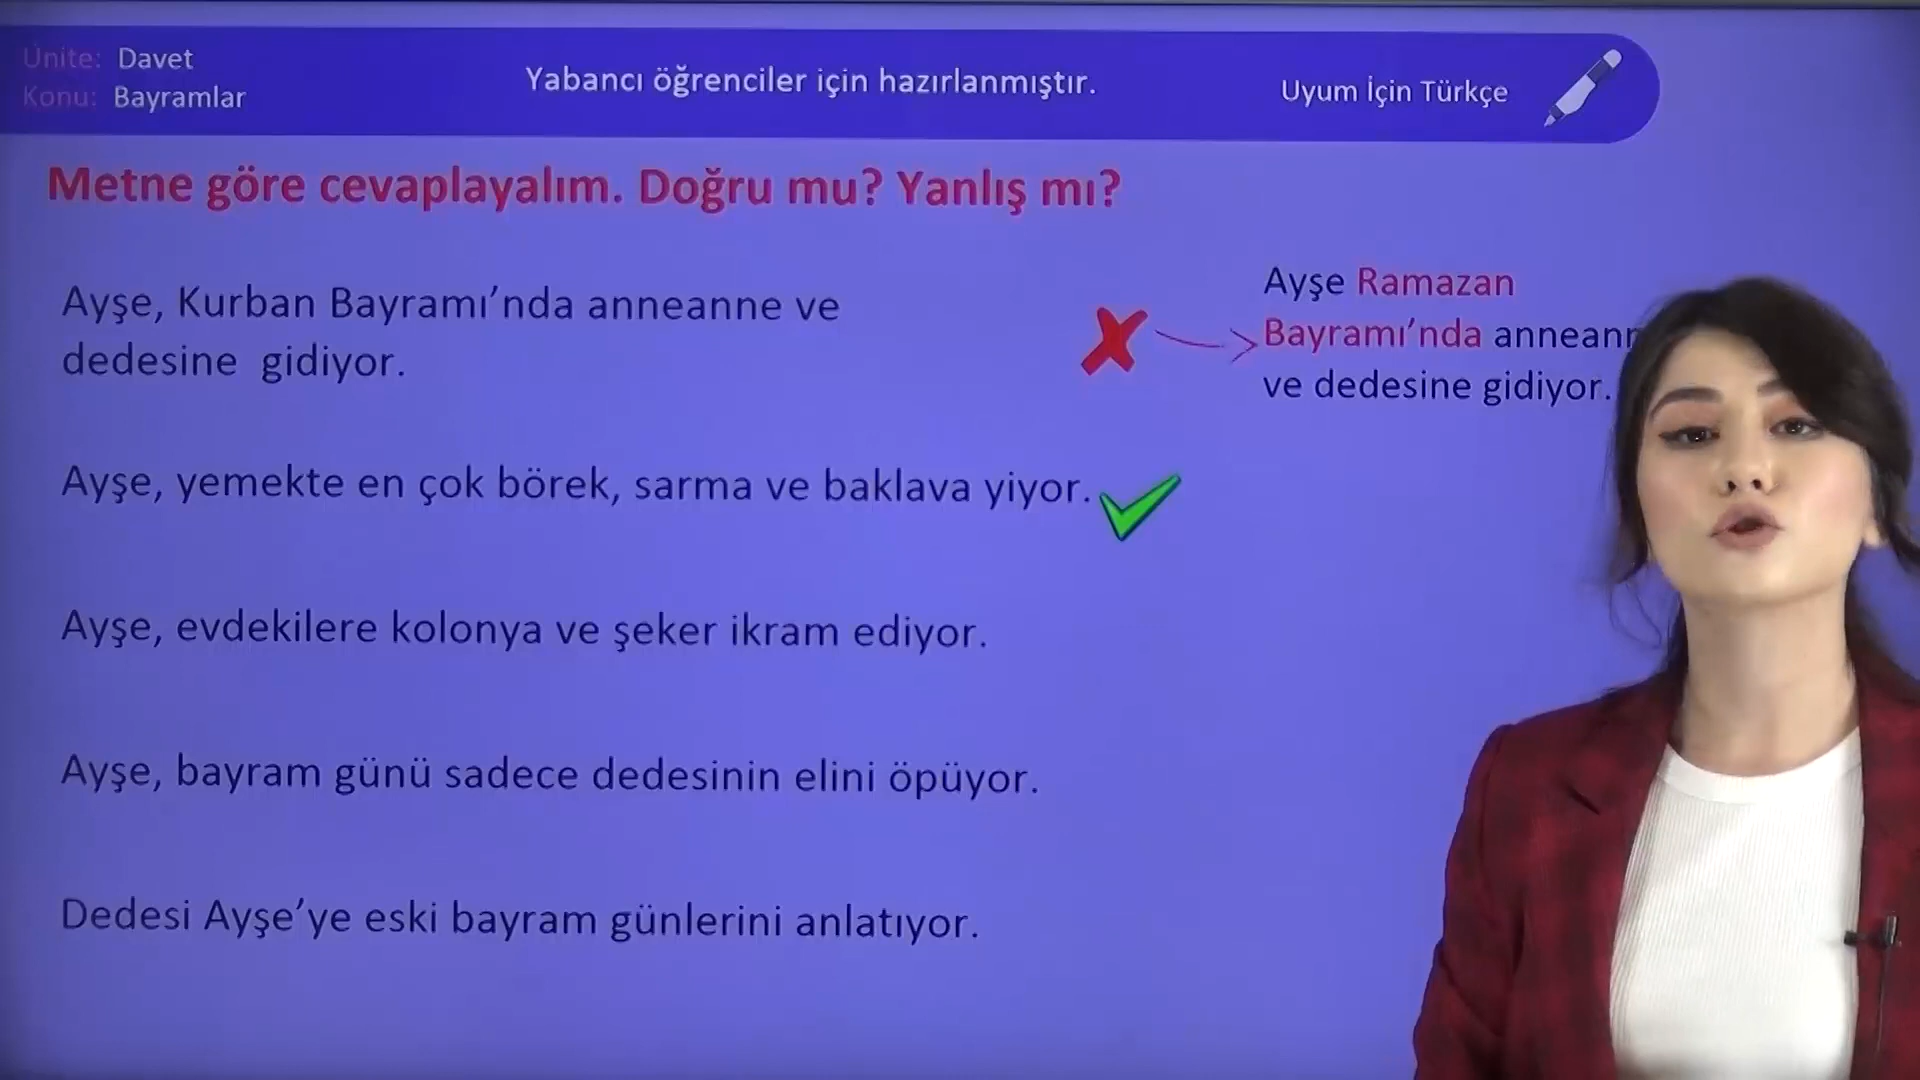 Ünite: Davet
Konu: Bayramlar
Yabancı öğrenciler için hazırlanmıştır.
Uyum İçin Türkçe
Metne göre cevaplayalım. Doğru mu? Yanlış mı?
Ayşe, Kurban Bayramı’nda anneanne ve
dedesine gidiyor.
Ayşe Ramazan
Bayramı’nda
ve dedesine gidiyor.
Ayşe, yemekte en çok börek, sarma ve baklava yiyor.
Ayşe, evdekilere kolonya ve şeker ikram ediyor.
Ayşe, bayram günü sadece dedesinin elini öpüyor.
Dedesi Ayşe’ye eski bayram günlerini anlatıyor.